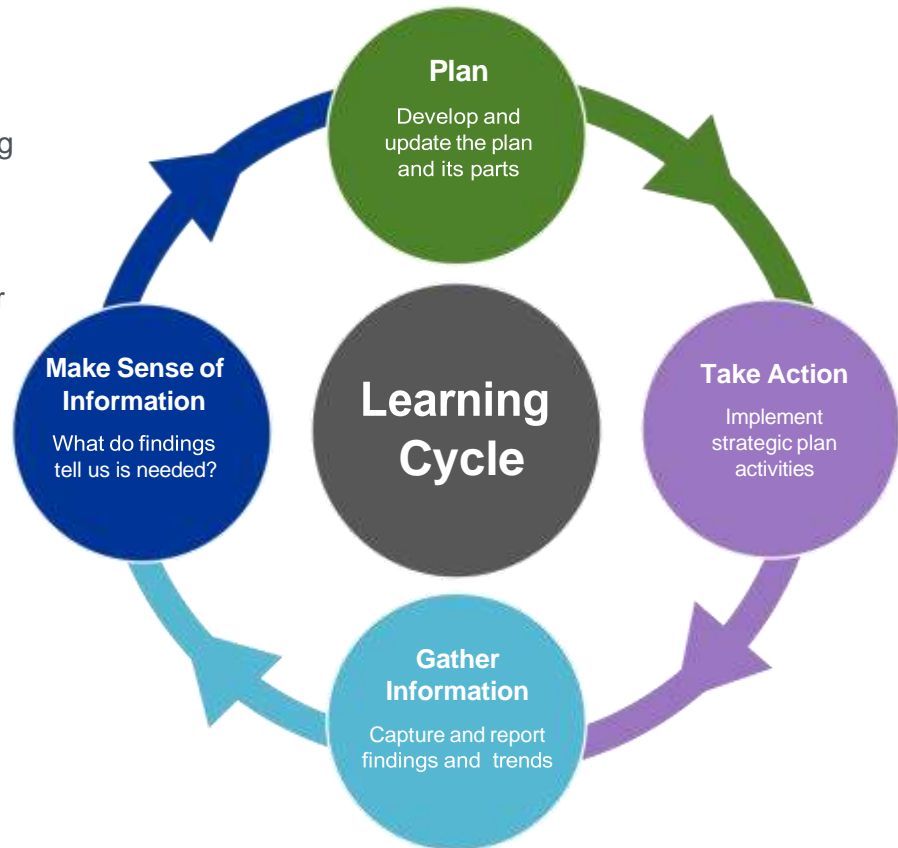 Plan
Develop and
update the plan
and its parts
Take Action
Implement
strategic plan
activities
Gather
Information
Capture and report
findings and trends
Make Sense of
Information
What do findings
tell us is needed?
Learning
Cycle